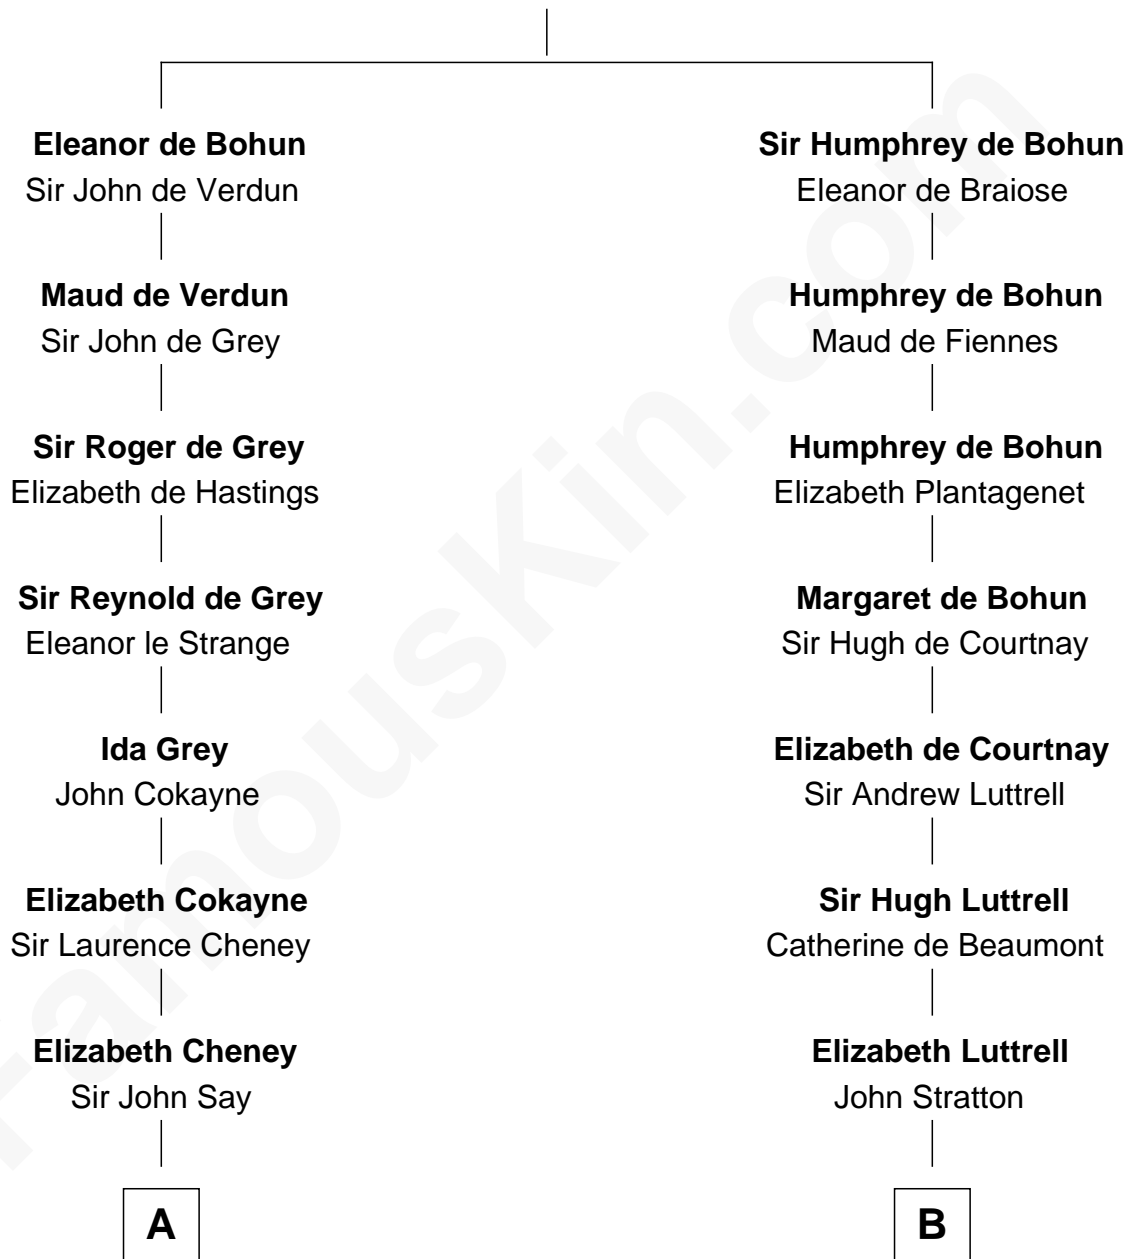 Eleanor de Bohun
Sir John de Verdun
Sir Humphrey de Bohun
Eleanor de Braiose
Maud de Verdun
Sir John de Grey
Humphrey de Bohun
Maud de Fiennes
Sir Roger de Grey
Elizabeth de Hastings
Humphrey de Bohun
Elizabeth Plantagenet
Sir Reynold de Grey
Eleanor le Strange
Margaret de Bohun
Sir Hugh de Courtnay
Ida Grey
John Cokayne
Elizabeth de Courtnay
Sir Andrew Luttrell
Elizabeth Cokayne
Sir Laurence Cheney
Sir Hugh Luttrell
Catherine de Beaumont
Elizabeth Cheney
Sir John Say
Elizabeth Luttrell
John Stratton
A
B
FamousKin.com